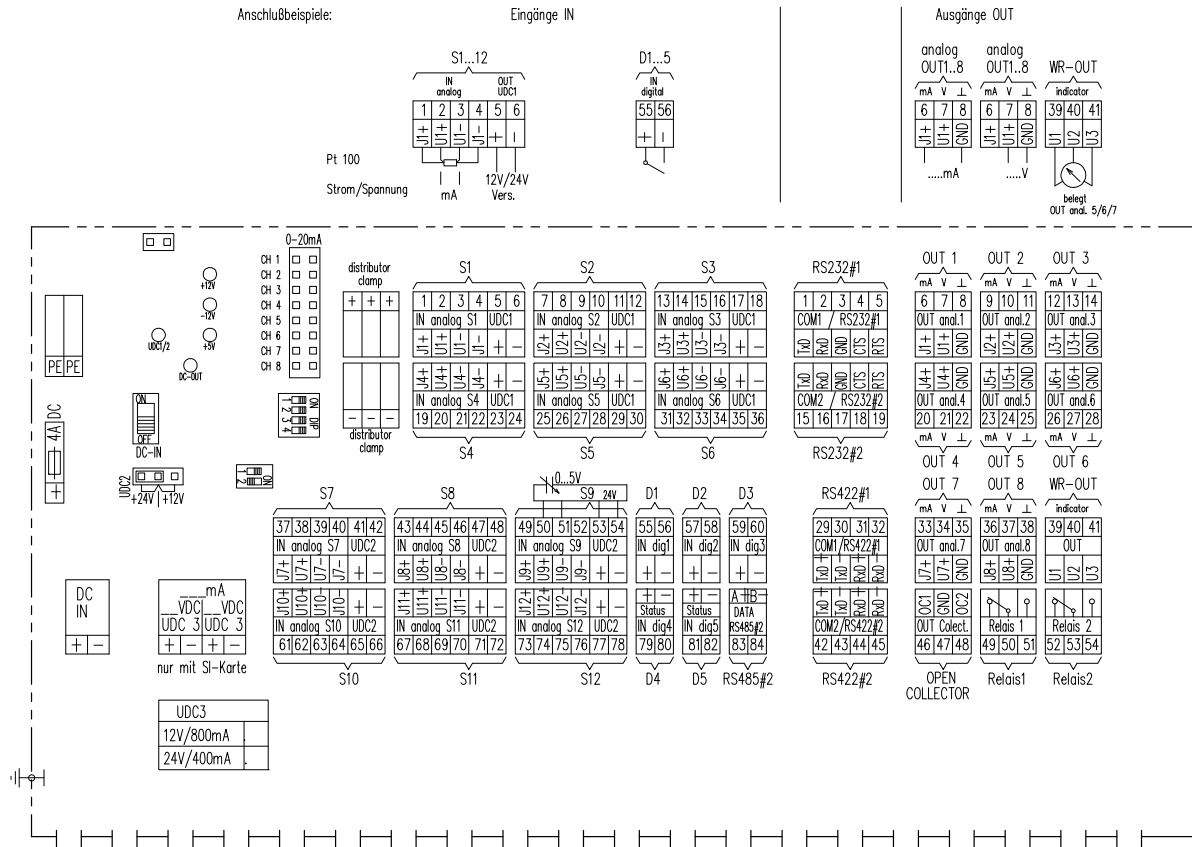 Anschlußbeispiele:
Eingänge IN
Ausgänge OUT
S1...12
IN analog
OUT UDC1
1 2 3 4 5 6
J1+ U1+ U1- J1- + -
Pt 100
Strom/Spannung
mA
12V/24V
Vers.
D1...5
IN
digital
55 56
+ -
analog
OUT1..8
mA V ⊥
6 7 8
J1+ U1+ GND
.....mA
analog
OUT1..8
mA V ⊥
6 7 8
J1+ U1+ GND
.....V
WR-OUT
indicator
39 40 41
U1 U2 U3
belegt
OUT anal. 5/6/7
0-20mA
CH 1
CH 2
CH 3
CH 4
CH 5
CH 6
CH 7
CH 8
+12V
-12V
+5V
UDC1/2
DC-OUT
PE PE
4A DC
+
ON
OFF
DC-IN
UDC2
+24V +12V
1 2 3 4
ON DIP
1 2
ON
distributor
clamp
+ + +
- - -
distributor
clamp
S1 S2 S3
1 2 3 4 5 6 7 8 9 10 11 12 13 14 15 16 17 18
IN analog S1 UDC1 IN analog S2 UDC1 IN analog S3 UDC1
J1+ U1+ U1- J1- + - J2+ U2+ U2- J2- + - J3+ U3+ U3- J3- + -
J4+ U4+ U4- J4- + - J5+ U5+ U5- J5- + - J6+ U6+ U6- J6- + -
IN analog S4 UDC1 IN analog S5 UDC1 IN analog S6 UDC1
19 20 21 22 23 24 25 26 27 28 29 30 31 32 33 34 35 36
S4 S5 S6
RS232#1
1 2 3 4 5
COM1 / RS232#1
TxD RxD GND CTS RTS
TxD RxD GND CTS RTS
COM2 / RS232#2
15 16 17 18 19
RS232#2
OUT 1 OUT 2 OUT 3
mA V ⊥ mA V ⊥ mA V ⊥
6 7 8 9 10 11 12 13 14
OUT anal.1 OUT anal.2 OUT anal.3
J1+ U1+ GND J2+ U2+ GND J3+ U3+ GND
J4+ U4+ GND J5+ U5+ GND J6+ U6+ GND
OUT anal.4 OUT anal.5 OUT anal.6
20 21 22 23 24 25 26 27 28
mA V ⊥ mA V ⊥ mA V ⊥
OUT 4 OUT 5 OUT 6
0...5V
24V
S7 S8 S9
37 38 39 40 41 42 43 44 45 46 47 48 49 50 51 52 53 54
IN analog S7 UDC2 IN analog S8 UDC2 IN analog S9 UDC2
J7+ U7+ U7- J7- + - J8+ U8+ U8- J8- + - J9+ U9+ U9- J9- + -
J10+ U10+ U10- J10- + - J11+ U11+ U11- J11- + - J12+ U12+ U12- J12- + -
IN analog S10 UDC2 IN analog S11 UDC2 IN analog S12 UDC2
61 62 63 64 65 66 67 68 69 70 71 72 73 74 75 76 77 78
S10 S11 S12
D1 D2 D3
55 56 57 58 59 60
IN dig1 IN dig2 IN dig3
+ - + - + -
+ - + - A+ B-
Status Status DATA
IN dig4 IN dig5 RS485#2
79 80 81 82 83 84
D4 D5 RS485#2
RS422#1
29 30 31 32
COM1/RS422#1
TxD+ TxD- RxD+ RxD-
TxD+ TxD- RxD+ RxD-
COM2/RS422#2
42 43 44 45
RS422#2
OUT 7 OUT 8 WR-OUT
mA V ⊥ mA V ⊥ indicator
33 34 35 36 37 38 39 40 41
OUT anal.7 OUT anal.8 OUT
J7+ U7+ GND J8+ U8+ GND U1 U2 U3
OC1 GND OC2
OUT Colect. Relais 1 Relais 2
46 47 48 49 50 51 52 53 54
OPEN COLLECTOR Relais1 Relais2
DC
IN
+ -
___mA
__VDC __VDC
UDC 3 UDC 3
+ - + -
nur mit SI-Karte
UDC3
12V/800mA
24V/400mA